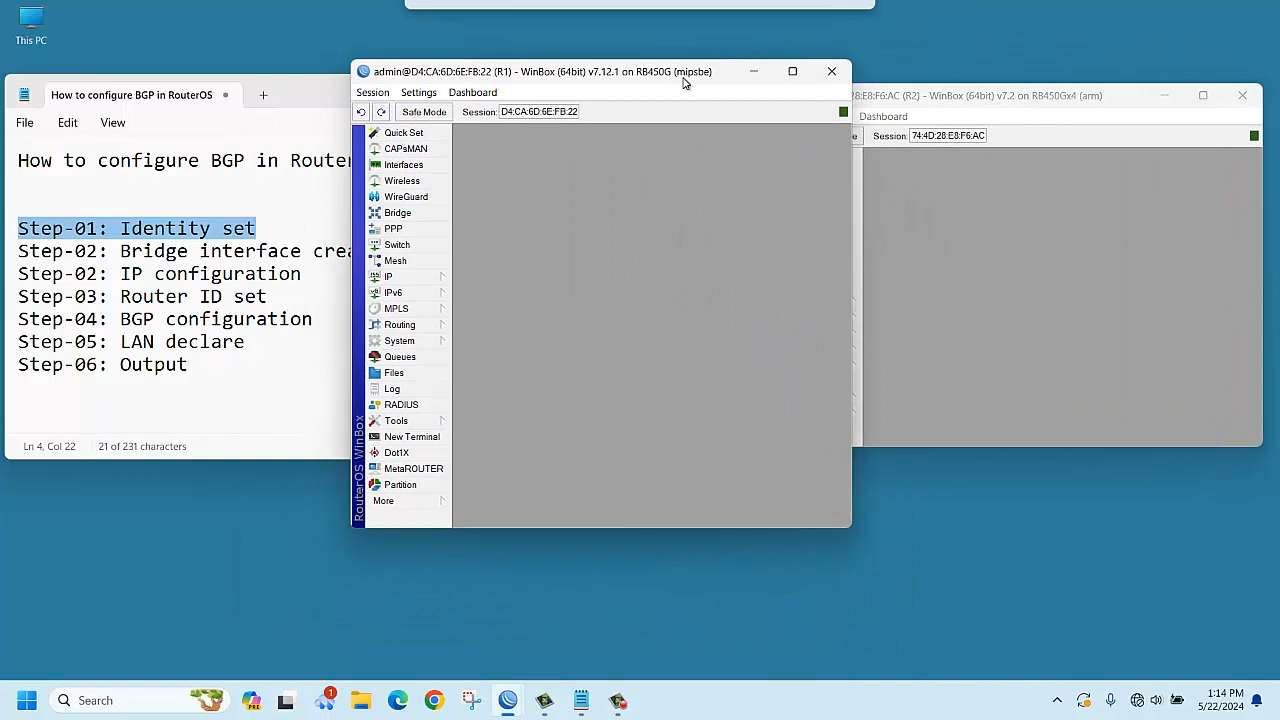 This PC
How to configure BGP in RouterOS
File Edit View
How to configure BGP in Router
Step-01: Identity set
Step-02: Bridge interface crea
Step-02: IP configuration
Step-03: Router ID set
Step-04: BGP configuration
Step-05: LAN declare
Step-06: Output
Ln 4, Col 22 21 of 231 characters
admin@D4:CA:6D:6E:FB:22 (R1) - WinBox (64bit) v7.12.1 on RB450G (mipsbe)
Session Settings Dashboard
Safe Mode Session: D4:CA:6D:6E:FB:22
Quick Set
CAPsMAN
Interfaces
Wireless
WireGuard
Bridge
PPP
Switch
Mesh
IP
IPv6
MPLS
Routing
System
Queues
Files
Log
RADIUS
Tools
New Terminal
Dot1X
MetaROUTER
Partition
More
RouterOS WinBox
28:E8:F6:AC (R2) - WinBox (64bit) v7.2 on RB450Gx4 (arm)
Dashboard
Session: 74:4D:28:E8:F6:AC
Search
PRE
1
1:14 PM
5/22/2024